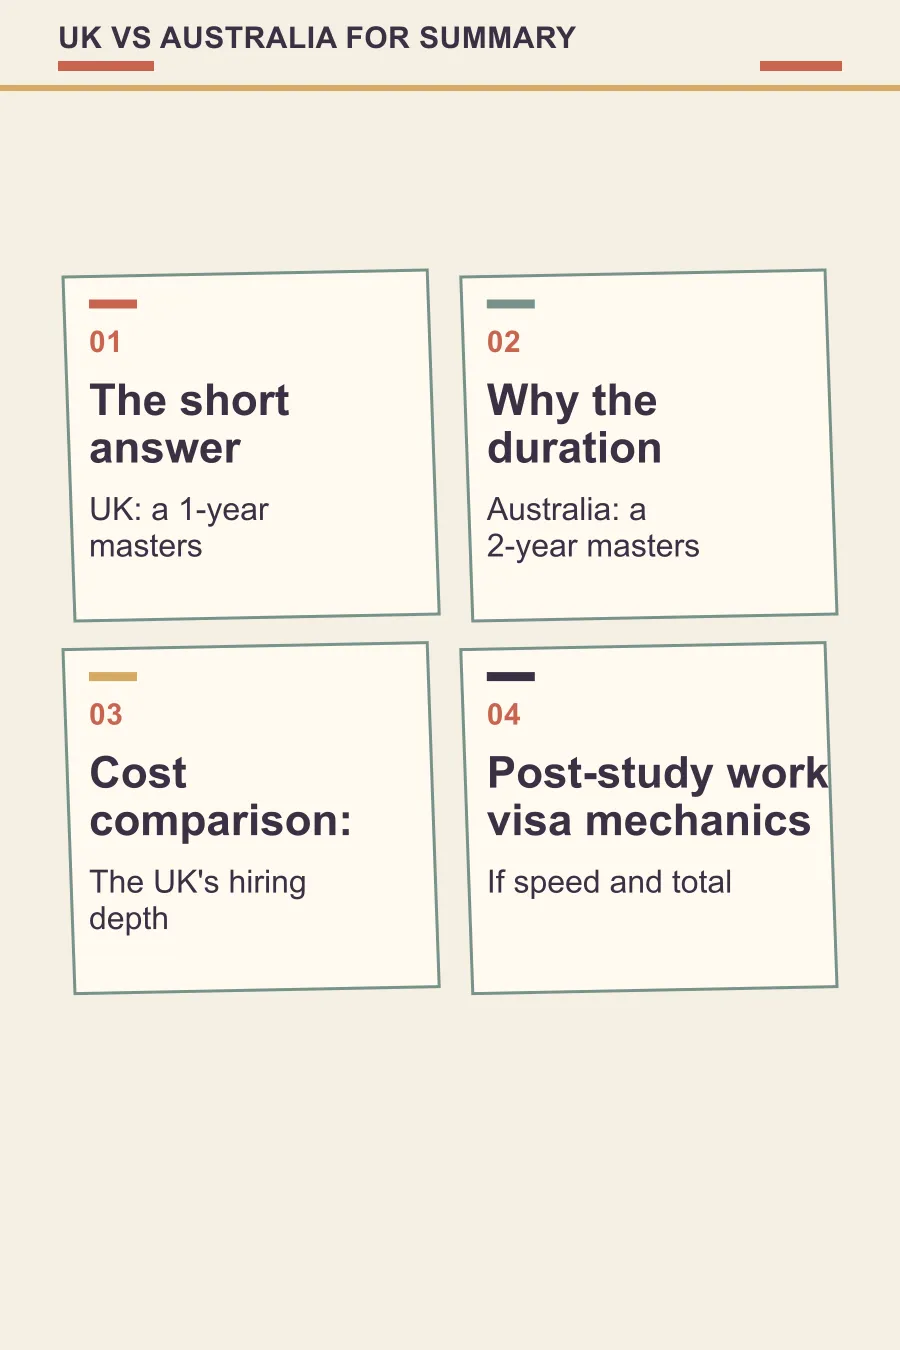 UK VS AUSTRALIA FOR SUMMARY
01
The short
answer
UK: a 1-year
masters
02
Why the
duration
Australia: a
2-year masters
03
Cost
comparison:
The UK's hiring
depth
04
Post-study work
visa mechanics
If speed and total